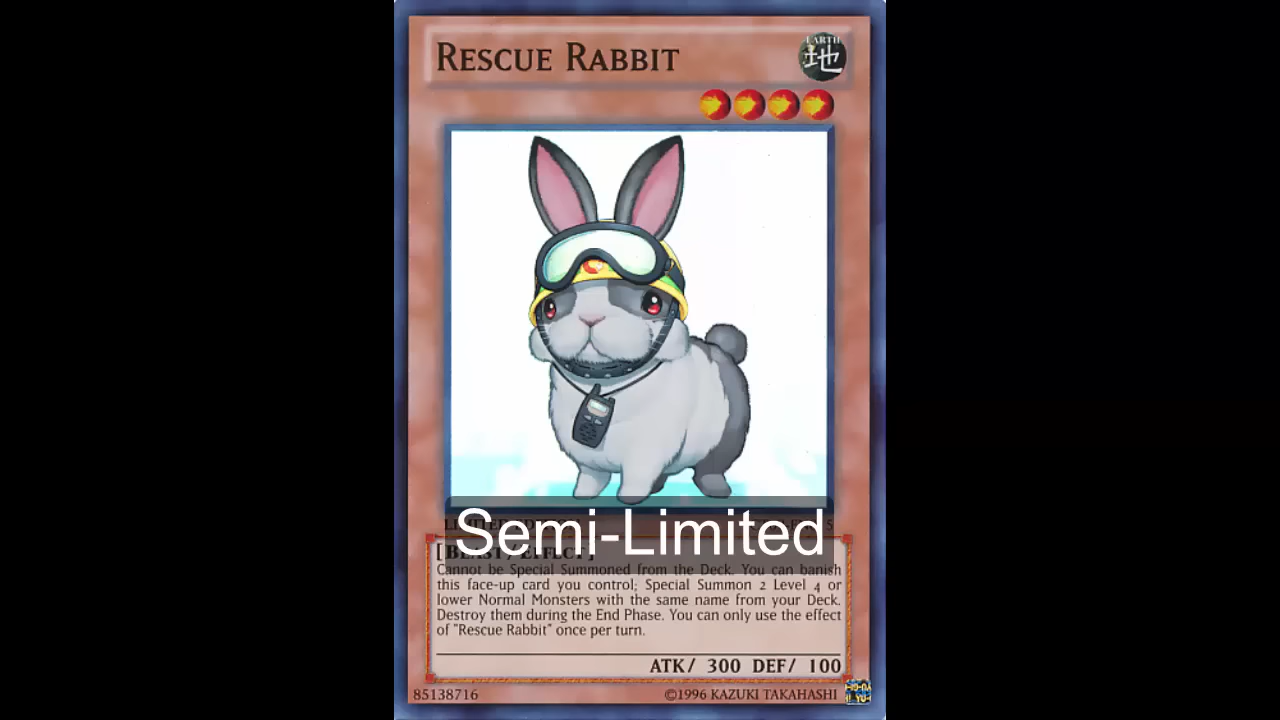 RESCUE RABBIT
EARTH
地
LIMITED
Semi-Limited
[BEAST/EFFECT]
Cannot be Special Summoned from the Deck. You can banish
this face-up card you control; Special Summon 2 Level 4 or
lower Normal Monsters with the same name from your Deck.
Destroy them during the End Phase. You can only use the effect
of "Rescue Rabbit" once per turn.
ATK/ 300 DEF/ 100
85138716
©1996 KAZUKI TAKAHASHI